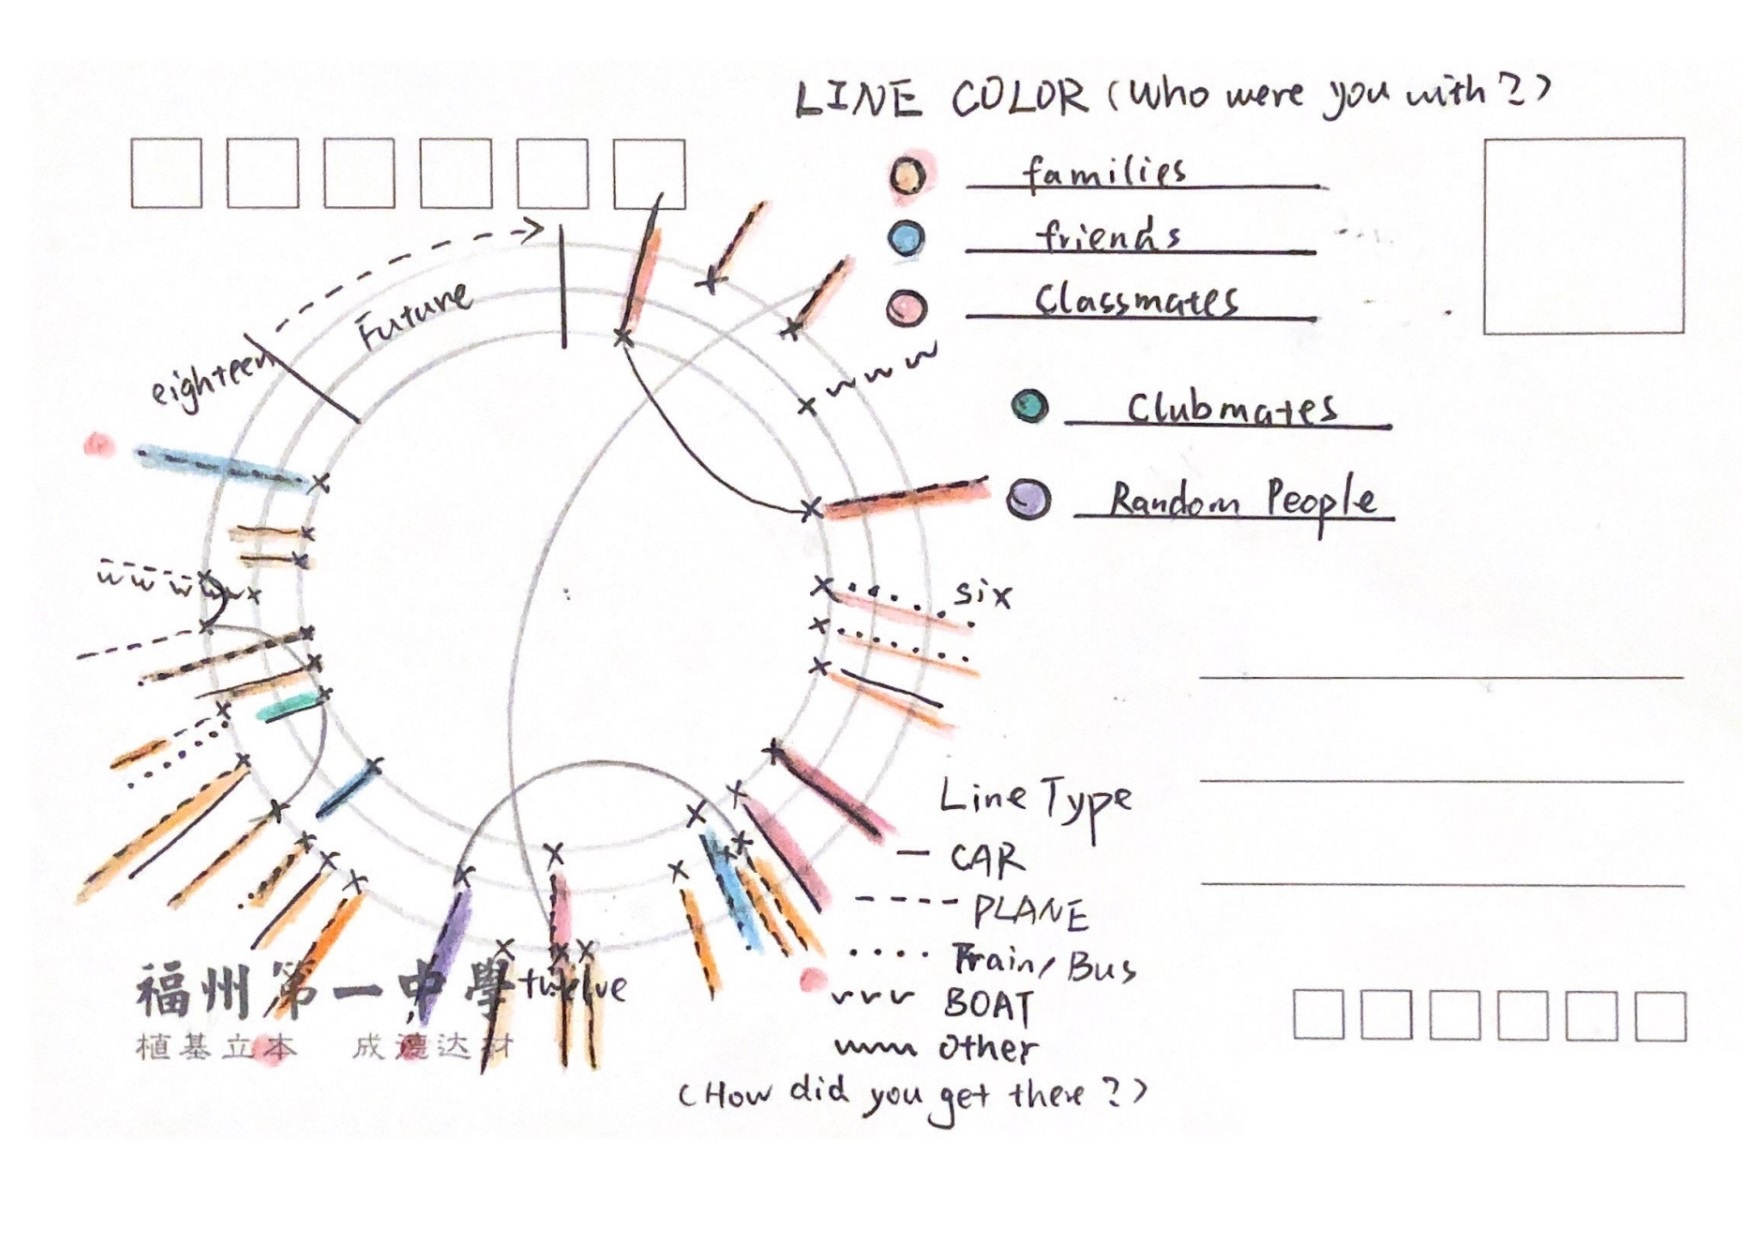 LINE COLOR (Who were you with?)
families
friends
Classmates
Clubmates
Random People
Future
eighteen
six
twelve
Line Type
CAR
PLANE
Train/Bus
BOAT
other
(How did you get there?)
福州第一中學
植基立本 成德达材